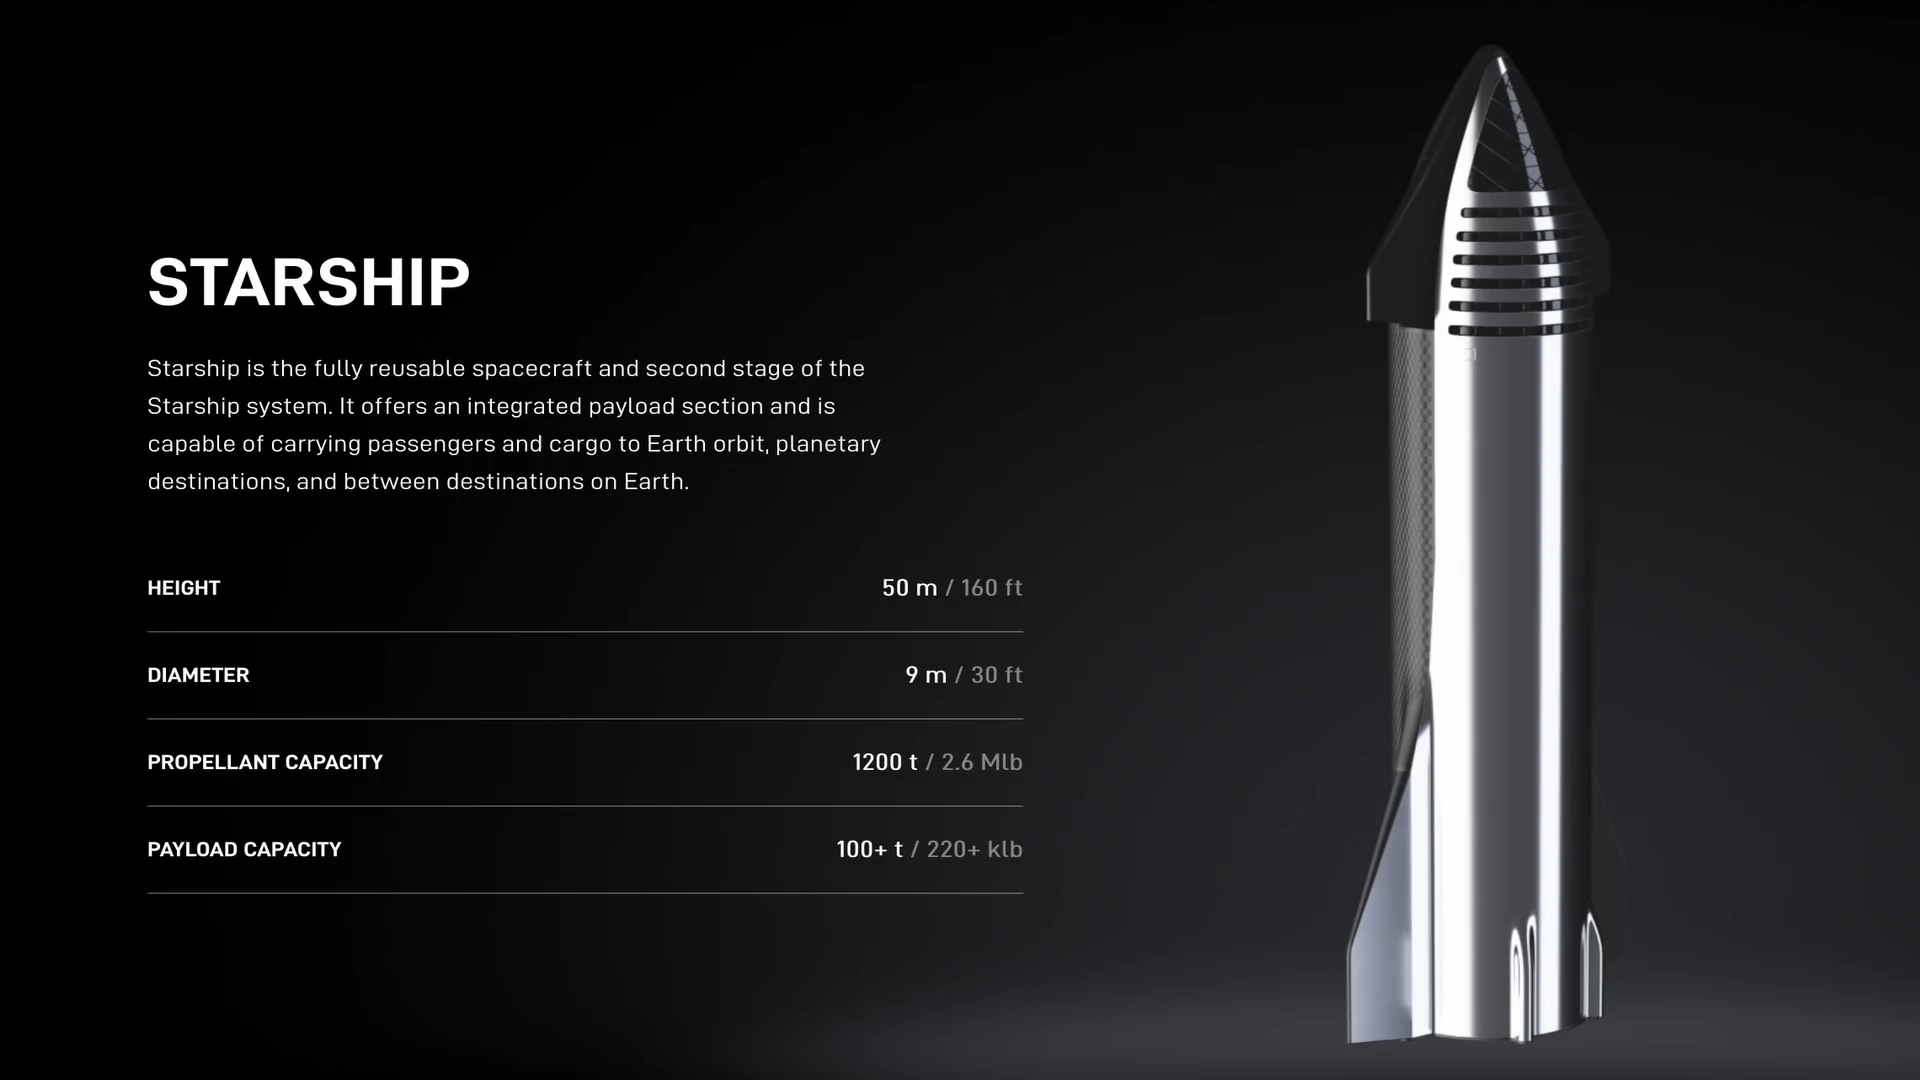 STARSHIP
Starship is the fully reusable spacecraft and second stage of the
Starship system. It offers an integrated payload section and is
capable of carrying passengers and cargo to Earth orbit, planetary
destinations, and between destinations on Earth.
HEIGHT 50 m / 160 ft
DIAMETER 9 m / 30 ft
PROPELLANT CAPACITY 1200 t / 2.6 Mlb
PAYLOAD CAPACITY 100+ t / 220+ klb